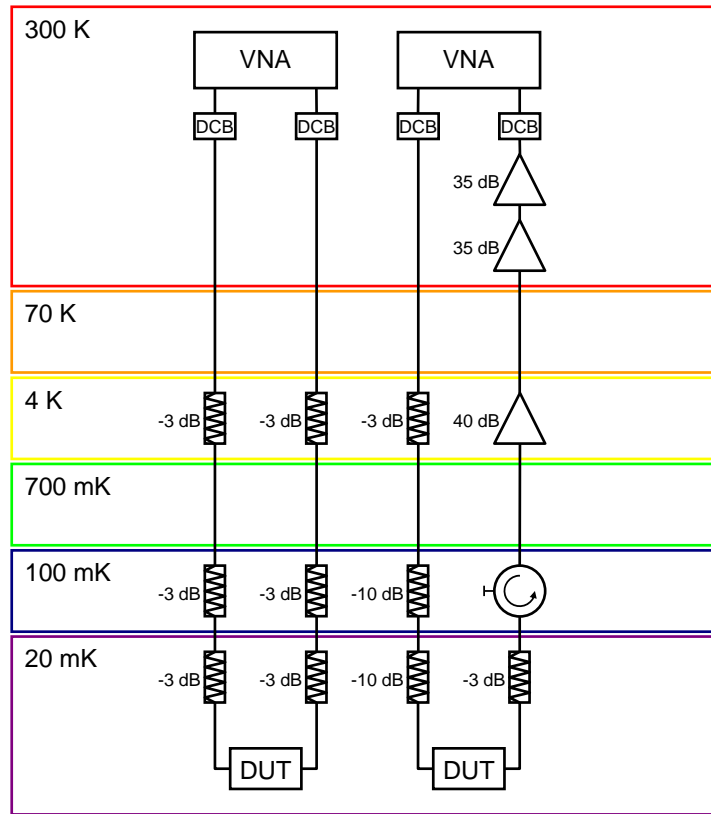 300 K
VNA
VNA
DCB
DCB
DCB
DCB
35 dB
35 dB
70 K
4 K
-3 dB
-3 dB
-3 dB
40 dB
700 mK
100 mK
-3 dB
-3 dB
-10 dB
20 mK
-3 dB
-3 dB
-10 dB
-3 dB
DUT
DUT